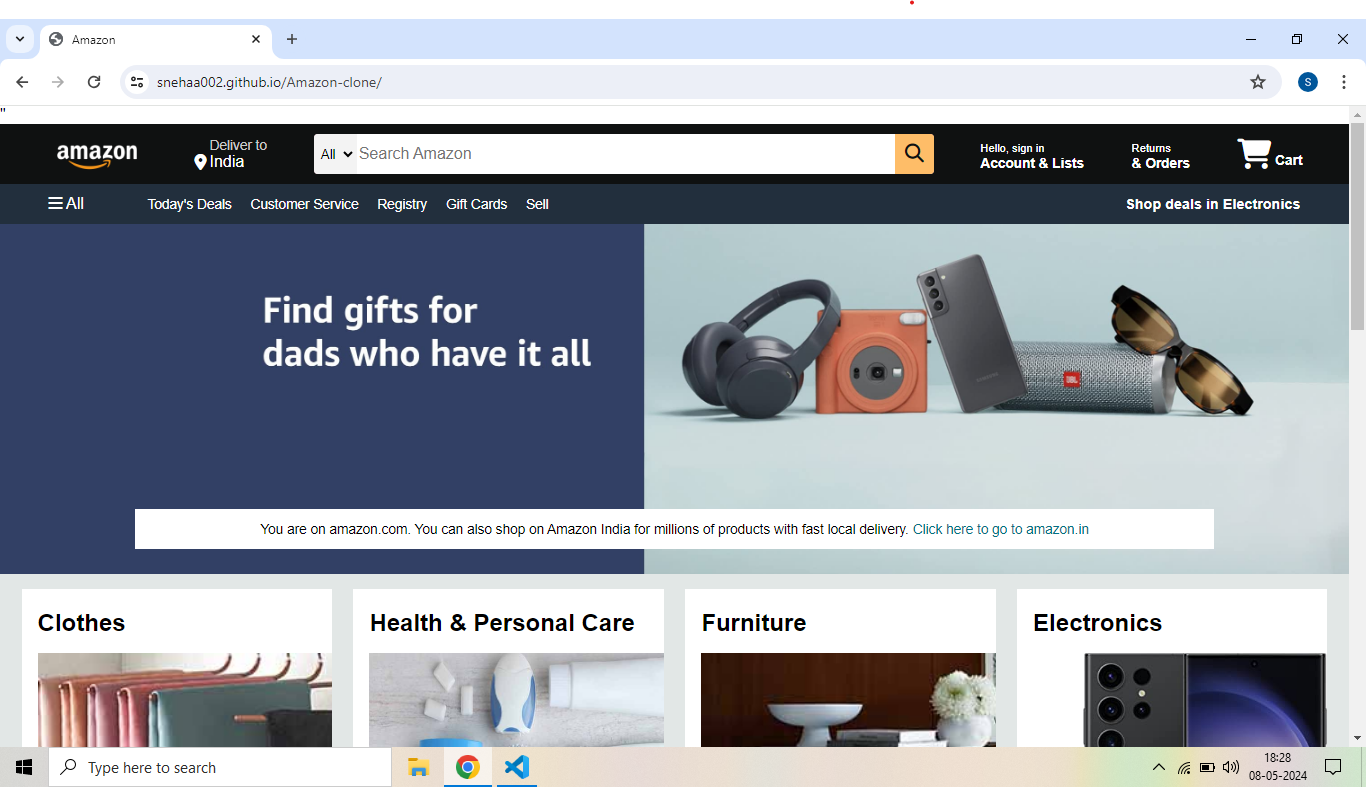 Amazon
snehaa002.github.io/Amazon-clone/
S
"
amazon
Deliver to
India
All
Search Amazon
Hello, sign in
Account & Lists
Returns
& Orders
Cart
All
Today's Deals
Customer Service
Registry
Gift Cards
Sell
Shop deals in Electronics
Find gifts for
dads who have it all
SAMSUNG
JBL
You are on amazon.com. You can also shop on Amazon India for millions of products with fast local delivery. Click here to go to amazon.in
Clothes
Health & Personal Care
Furniture
Electronics
Type here to search
18:28
08-05-2024